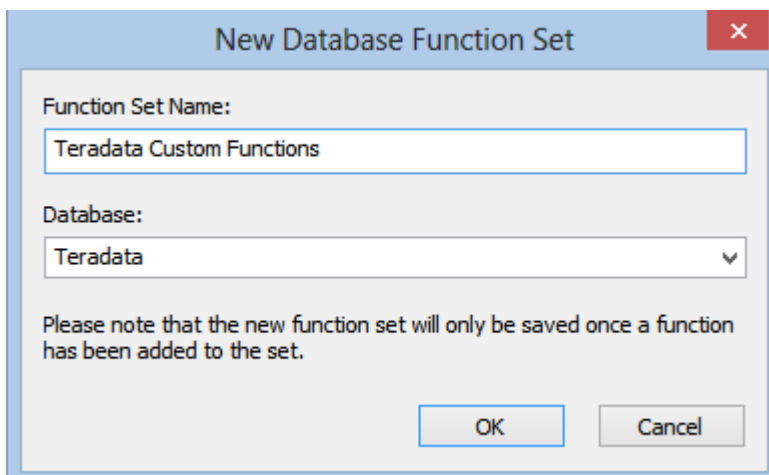 New Database Function Set
Function Set Name:
Teradata Custom Functions
Database:
Teradata
Please note that the new function set will only be saved once a function
has been added to the set.
OK
Cancel